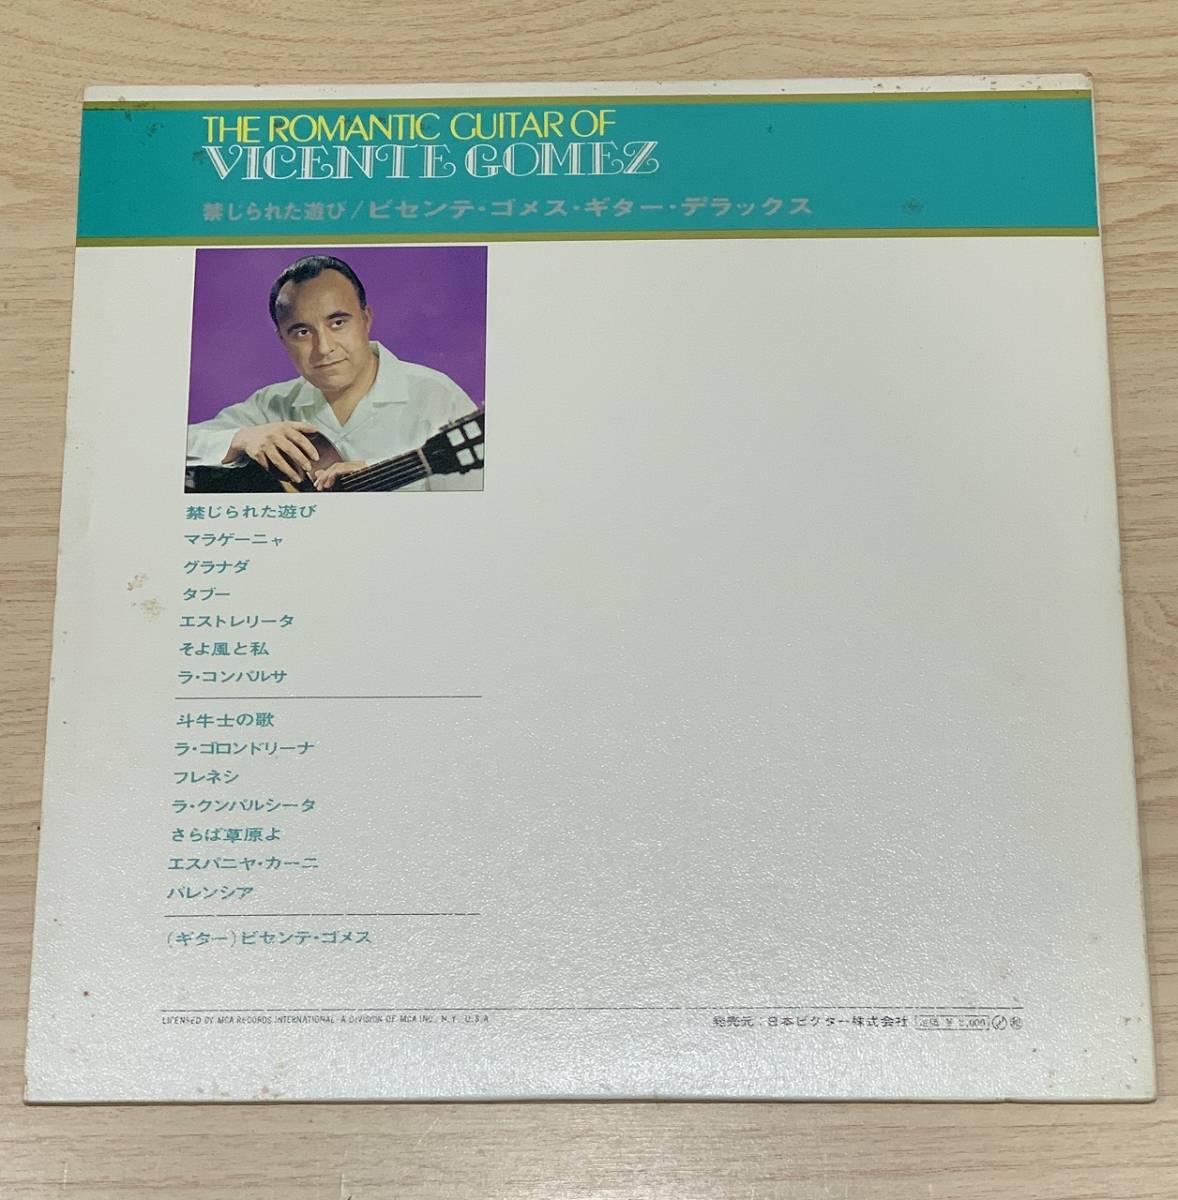 THE ROMANTIC GUITAR OF
VICENTE GOMEZ
禁じられた遊び/ビセンテ・ゴメス・ギター・デラックス
禁じられた遊び
マラゲーニャ
グラナダ
タブー
エストレリータ
そよ風と私
ラ・コンパルサ
斗牛士の歌
ラ・ゴロンドリーナ
フレネシ
ラ・クンパルシータ
さらば草原よ
エスパニヤ・カーニ
バレンシア
(ギター)ビセンテ・ゴメス
LICENSED BY MCA RECORDS INTERNATIONAL・A DIVISION OF MCA INC., N.Y., U.S.A.
発売元:日本ビクター株式会社 定価 ¥2,000